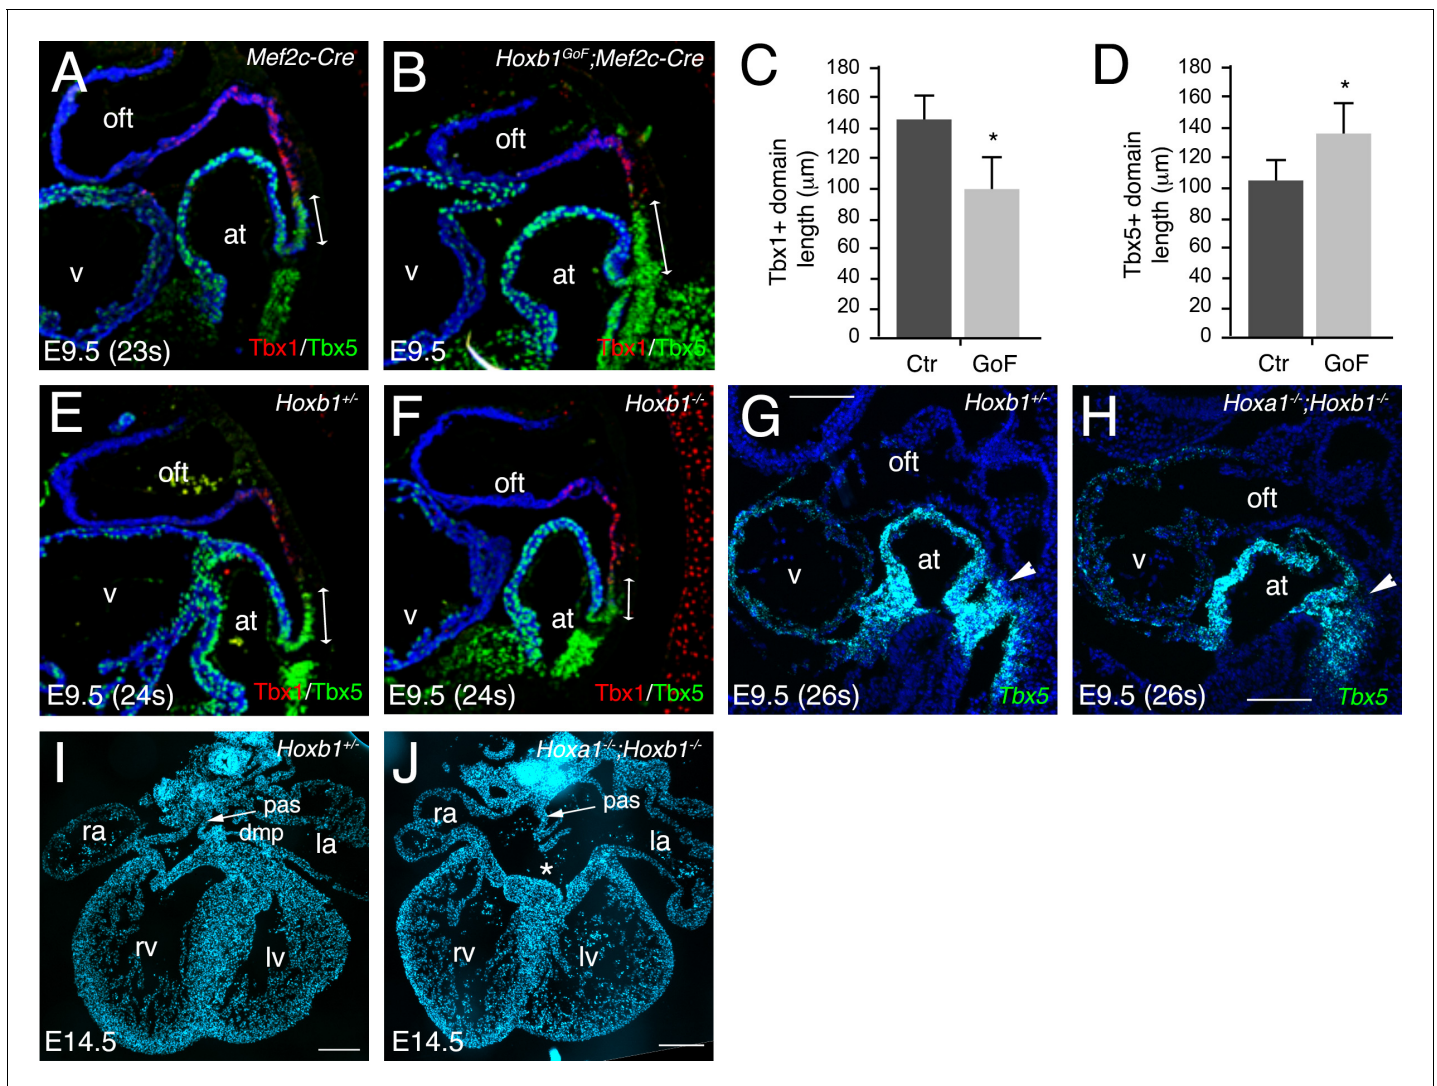 A
Mef2c-Cre
oft
at
v
E9.5 (23s)
Tbx1/Tbx5
B
Hoxb1GoF;Mef2c-Cre
oft
at
v
E9.5
Tbx1/Tbx5
C
Tbx1+ domain
length (µm)
180
160
140
120
100
80
60
40
20
0
Ctr
GoF
*
D
Tbx5+ domain
length (µm)
180
160
140
120
100
80
60
40
20
0
Ctr
GoF
*
E
Hoxb1+/-
oft
v
at
E9.5 (24s)
Tbx1/Tbx5
F
Hoxb1-/-
oft
v
at
E9.5 (24s)
Tbx1/Tbx5
G
Hoxb1+/-
oft
at
v
E9.5 (26s)
Tbx5
H
Hoxa1-/-;Hoxb1-/-
oft
v
at
E9.5 (26s)
Tbx5
I
Hoxb1+/-
pas
ra
dmp
la
rv
lv
E14.5
J
Hoxa1-/-;Hoxb1-/-
pas
ra
la
*
rv
lv
E14.5